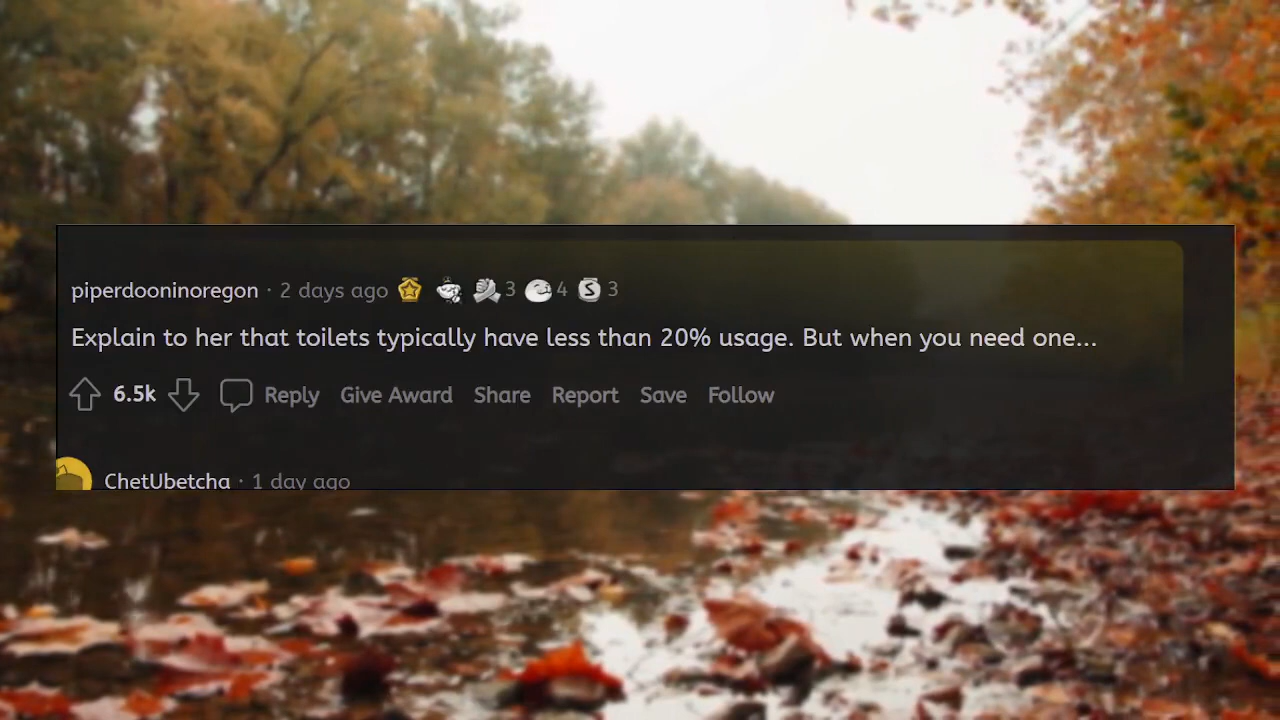 piperdooninoregon · 2 days ago 3 4 S 3
Explain to her that toilets typically have less than 20% usage. But when you need one...
6.5k Reply Give Award Share Report Save Follow
ChetUbetcha · 1 day ago